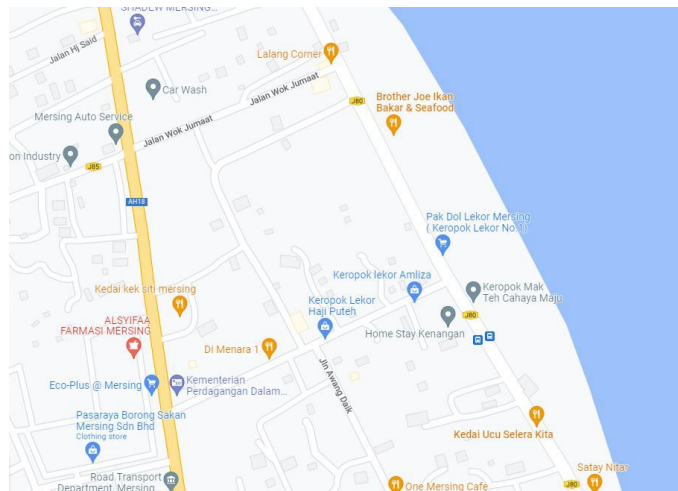 SHADEW MERSING...
Jalan Hj Said
Lalang Corner
Car Wash
Jalan Wok Jumaat
J80
Brother Joe Ikan
Bakar & Seafood
Mersing Auto Service
Jalan Wok Jumaat
on Industry
J85
AH18
Pak Dol Lekor Mersing
( Keropok Lekor No.1)
Keropok lekor Amliza
Keropok Mak
Teh Cahaya Maju
Kedai kek siti mersing
Keropok Lekor
Haji Puteh
J80
ALSYIFAA
FARMASI MERSING
Home Stay Kenangan
Di Menara 1
Jln Awang Daik
Eco-Plus @ Mersing
Kementerian
Perdagangan Dalam...
Pasaraya Borong Sakan
Mersing Sdn Bhd
Clothing store
Kedai Ucu Selera Kita
Road Transport
Department, Mersing
One Mersing Cafe
Satay Nitar
J80